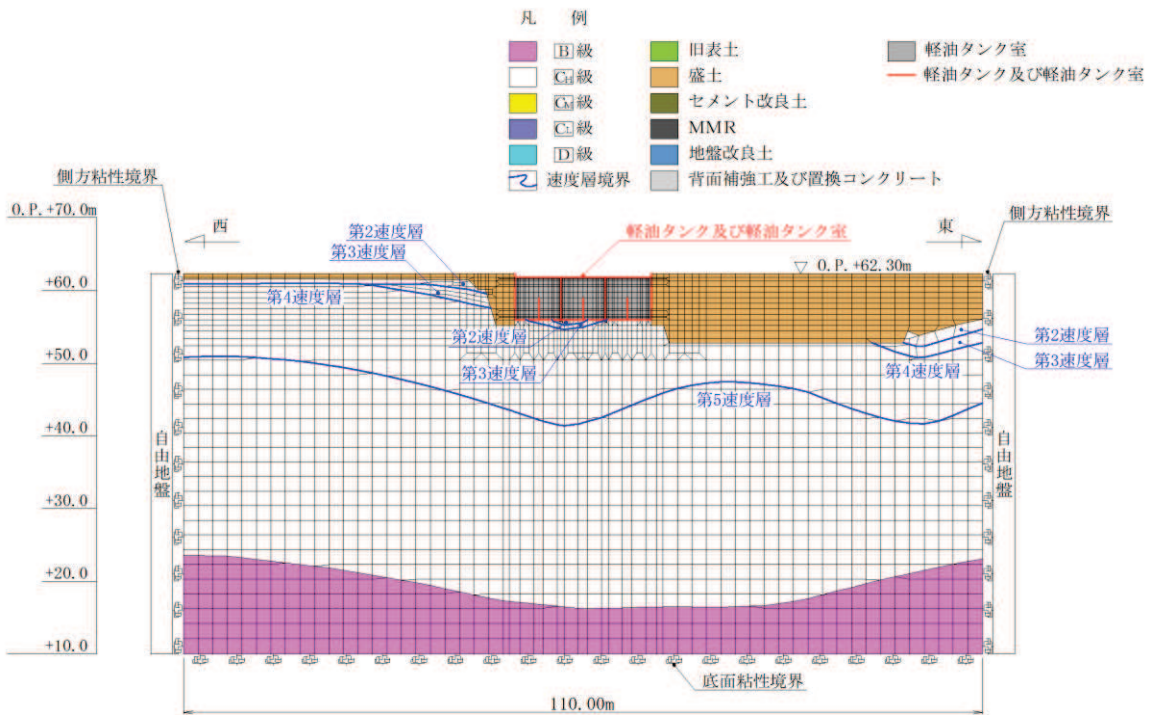 凡 例
B級
CH級
CM級
CL級
D級
速度層境界
旧表土
盛土
セメント改良土
MMR
地盤改良土
背面補強工及び置換コンクリート
軽油タンク室
軽油タンク及び軽油タンク室
側方粘性境界
O.P.+70.0m
西
第2速度層
第3速度層
軽油タンク及び軽油タンク室
東
側方粘性境界
O.P.+62.30m
+60.0
第4速度層
第2速度層
第3速度層
第2速度層
第3速度層
第4速度層
+50.0
第5速度層
+40.0
自由地盤
自由地盤
+30.0
+20.0
+10.0
底面粘性境界
110.00m